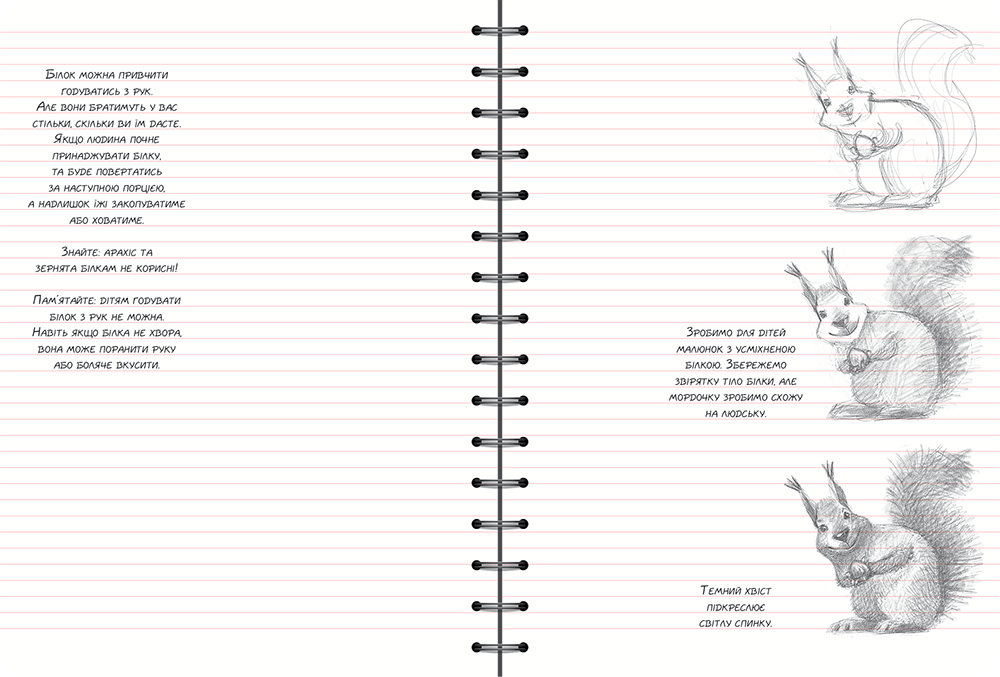 Білок можна привчити
годуватись з рук.
Але вони братимуть у вас
стільки, скільки ви їм дасте.
Якщо людина почне
принаджувати білку,
та буде повертатись
за наступною порцією,
а надлишок їжі закопуватиме
або ховатиме.
Знайте: арахіс та
зернята білкам не корисні!
Пам'ятайте: дітям годувати
білок з рук не можна.
Навіть якщо білка не хвора,
вона може поранити руку
або боляче вкусити.
Зробимо для дітей
малюнок з усміхненою
білкою. Збережемо
звірятку тіло білки, але
мордочку зробимо схожу
на людську.
Темний хвіст
підкреслює
світлу спинку.